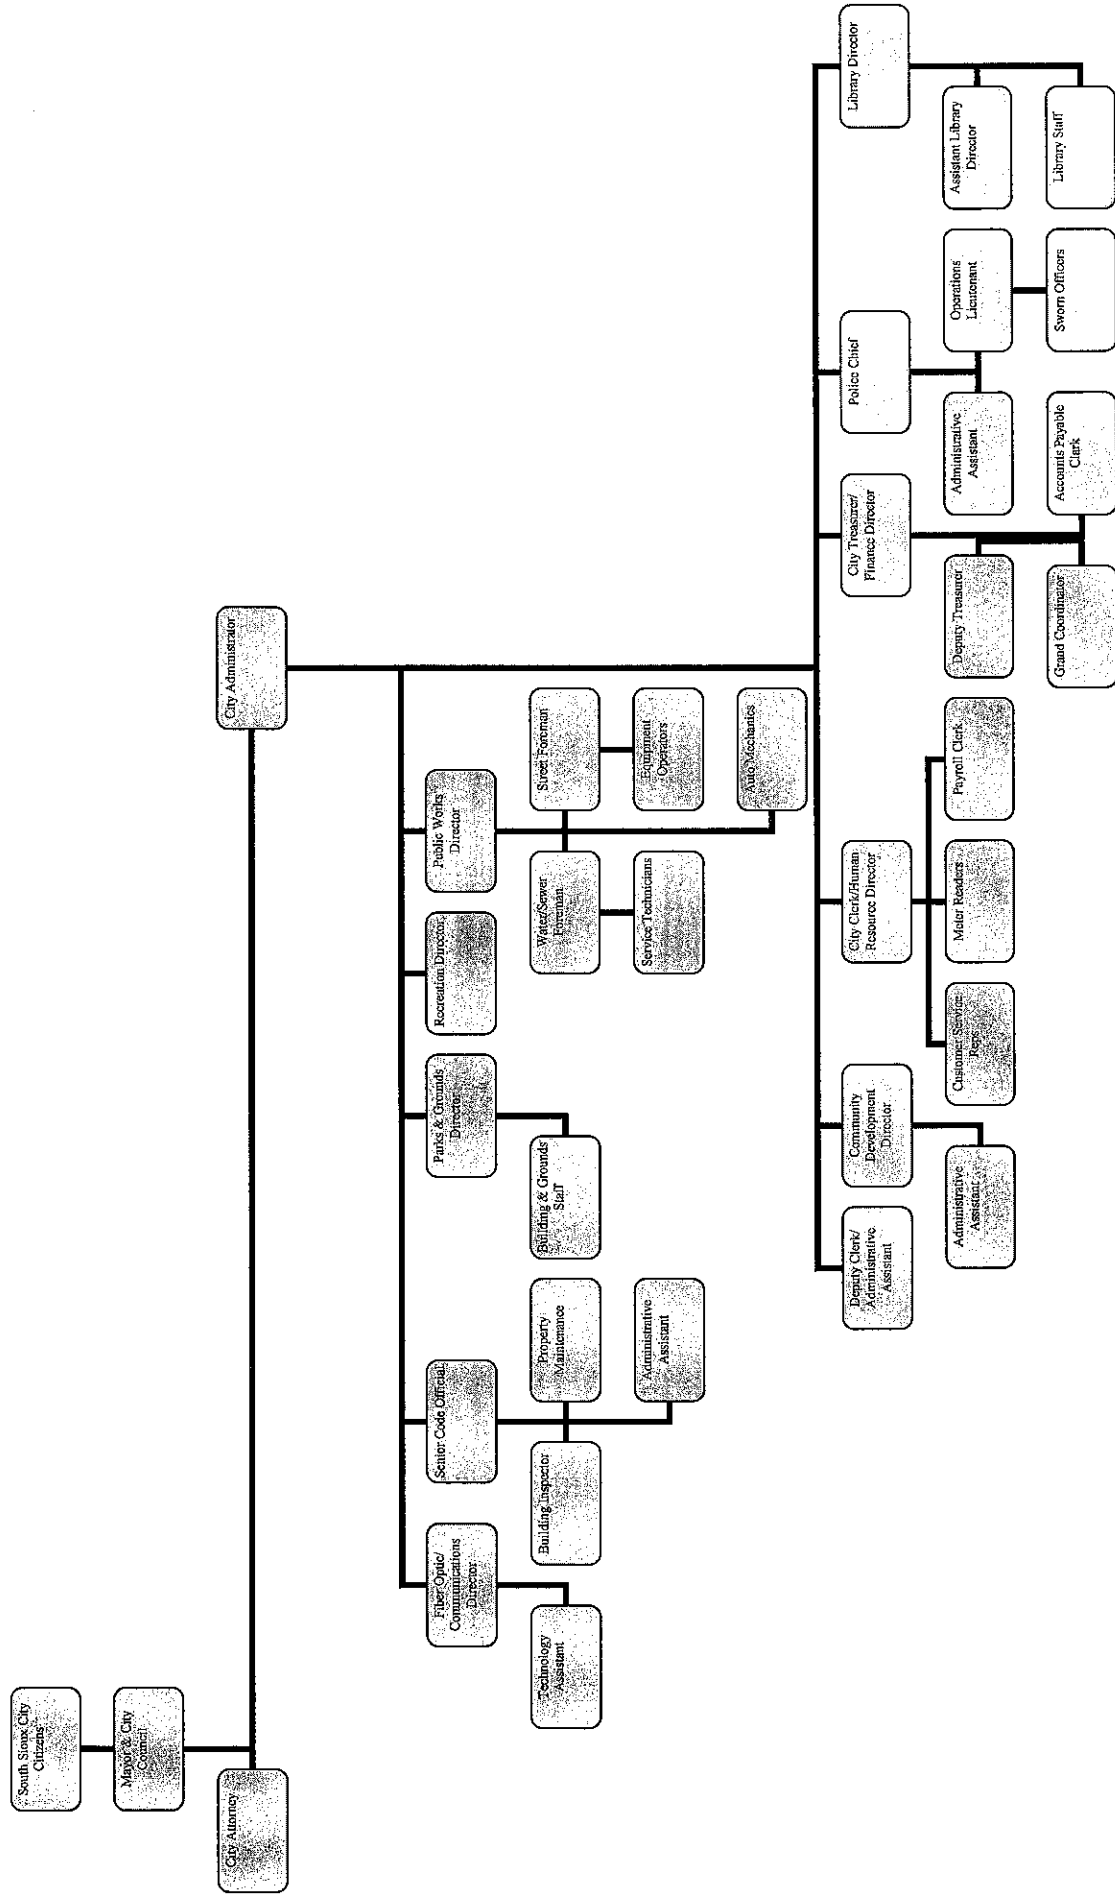 South Sioux City
Citizens
Mayor & City
Council
City Attorney
City Administrator
Fiber Optic/
Communications
Director
Senior Code Official
Parks & Grounds
Director
Recreation Director
Public Works
Director
Technology
Assistant
Building Inspector
Property
Maintenance
Building & Grounds
Staff
Water/Sewer
Foreman
Street Foreman
Administrative
Assistant
Service Technicians
Equipment
Operators
Auto Mechanics
Deputy Clerk/
Administrative
Assistant
Community
Development
Director
City Clerk/Human
Resource Director
City Treasurer/
Finance Director
Police Chief
Library Director
Administrative
Assistant
Customer Service
Reps
Meter Readers
Payroll Clerk
Deputy Treasurer
Administrative
Assistant
Operations
Lieutenant
Assistant Library
Director
Grand Coordinator
Accounts Payable
Clark
Sworn Officers
Library Staff